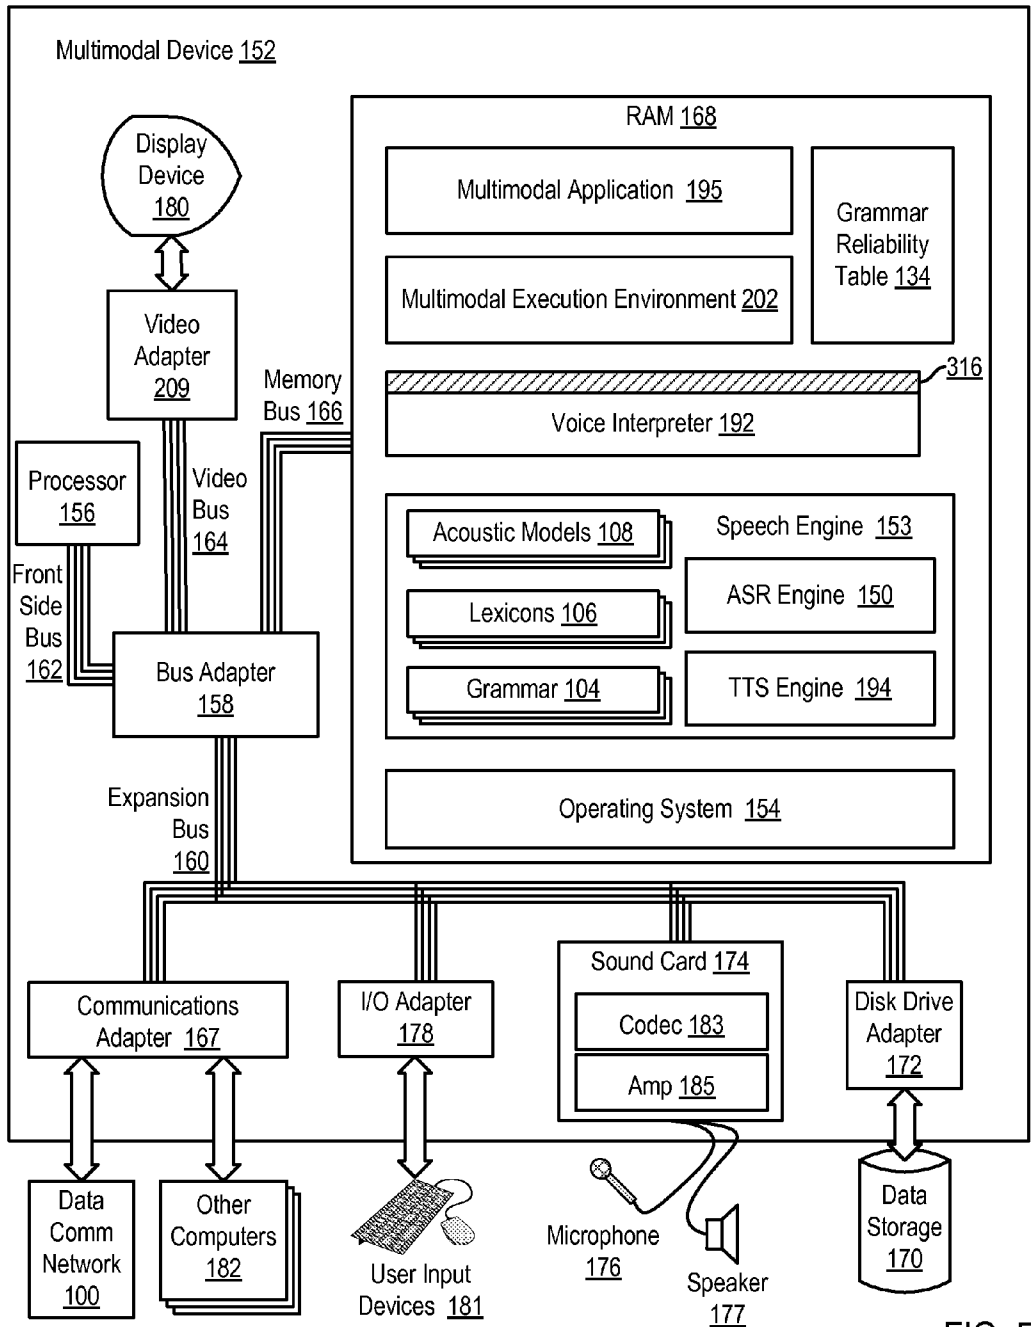 Multimodal Device 152
Display
Device
180
Video
Adapter
209
Memory
Bus 166
Processor
156
Video
Bus
164
Front
Side
Bus
162
Bus Adapter
158
Expansion
Bus
160
RAM 168
Multimodal Application 195
Grammar
Reliability
Table 134
Multimodal Execution Environment 202
316
Voice Interpreter 192
Speech Engine 153
Acoustic Models 108
ASR Engine 150
Lexicons 106
Grammar 104
TTS Engine 194
Operating System 154
Communications
Adapter 167
I/O Adapter
178
Sound Card 174
Codec 183
Amp 185
Disk Drive
Adapter
172
Data
Comm
Network
100
Other
Computers
182
User Input
Devices 181
Microphone
176
Speaker
177
Data
Storage
170